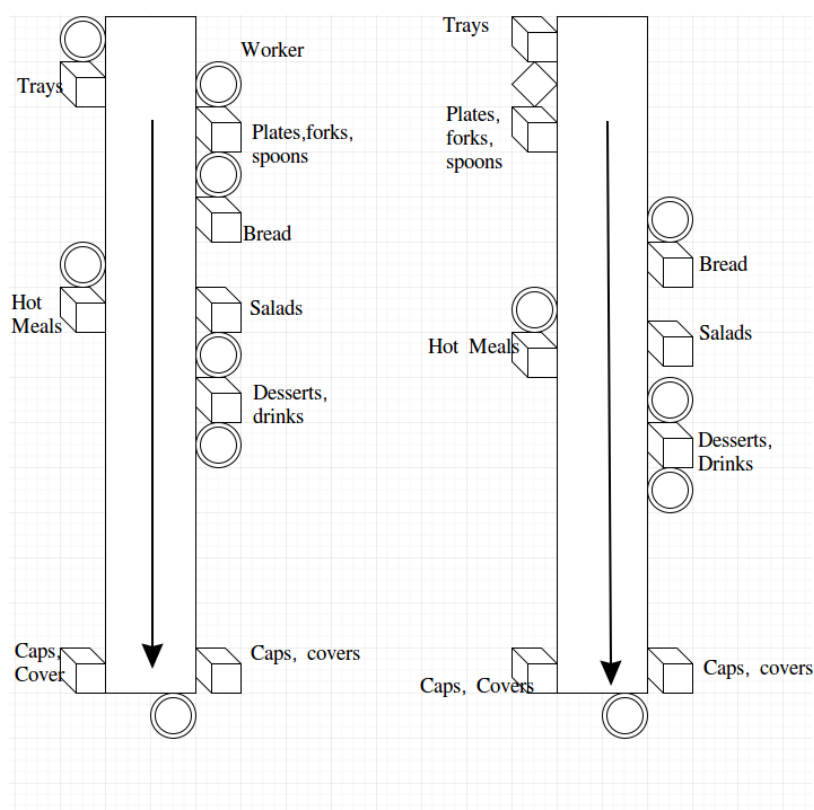 Worker
Trays
Plates,forks,
spoons
Bread
Hot
Meals
Salads
Desserts,
drinks
Caps,
Cover
Caps, covers
Trays
Plates,
forks,
spoons
Bread
Salads
Hot Meals
Desserts,
Drinks
Caps, Covers
Caps, covers